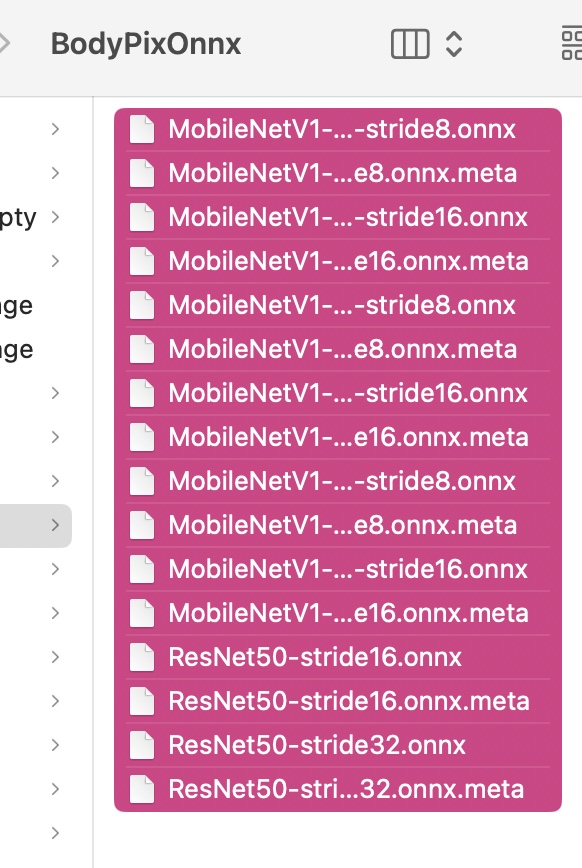 BodyPixOnnx
pty
ge
ge
MobileNetV1-...-stride8.onnx
MobileNetV1-...e8.onnx.meta
MobileNetV1-...-stride16.onnx
MobileNetV1-...e16.onnx.meta
MobileNetV1-...-stride8.onnx
MobileNetV1-...e8.onnx.meta
MobileNetV1-...-stride16.onnx
MobileNetV1-...e16.onnx.meta
MobileNetV1-...-stride8.onnx
MobileNetV1-...e8.onnx.meta
MobileNetV1-...-stride16.onnx
MobileNetV1-...e16.onnx.meta
ResNet50-stride16.onnx
ResNet50-stride16.onnx.meta
ResNet50-stride32.onnx
ResNet50-stri...32.onnx.meta